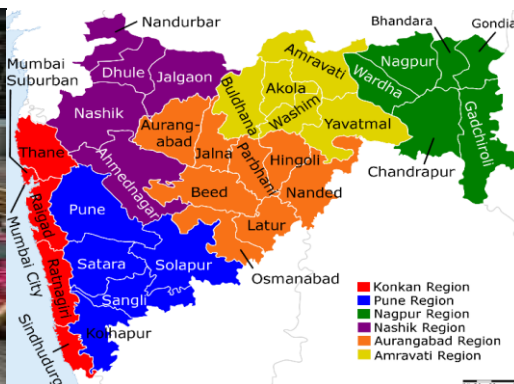 Nandurbar
Bhandara
Gondia
Mumbai
Suburban
Dhule
Jalgaon
Amravati
Nagpur
Wardha
Buldhana
Akola
Washim
Nashik
Aurang-
abad
Yavatmal
Gadchiroli
Thane
Ahmednagar
Jalna
Parbhani
Hingoli
Chandrapur
Beed
Nanded
Raigad
Pune
Latur
Mumbai City
Ratnagiri
Satara
Solapur
Osmanabad
Sangli
Kolhapur
Sindhudurg
Konkan Region
Pune Region
Nagpur Region
Nashik Region
Aurangabad Region
Amravati Region